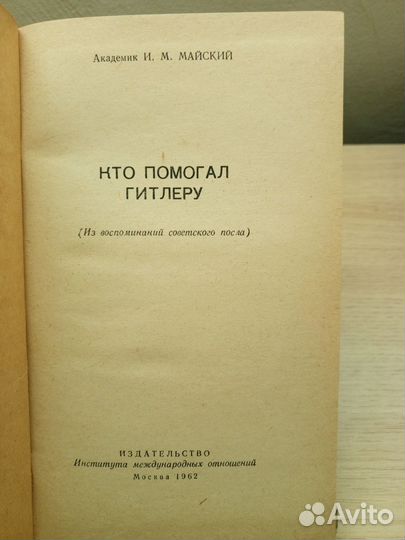 Академик И. М. МАЙСКИЙ
КТО ПОМОГАЛ
ГИТЛЕРУ
(Из воспоминаний советского посла)
ИЗДАТЕЛЬСТВО
Института международных отношений
Москва 1962
Avito